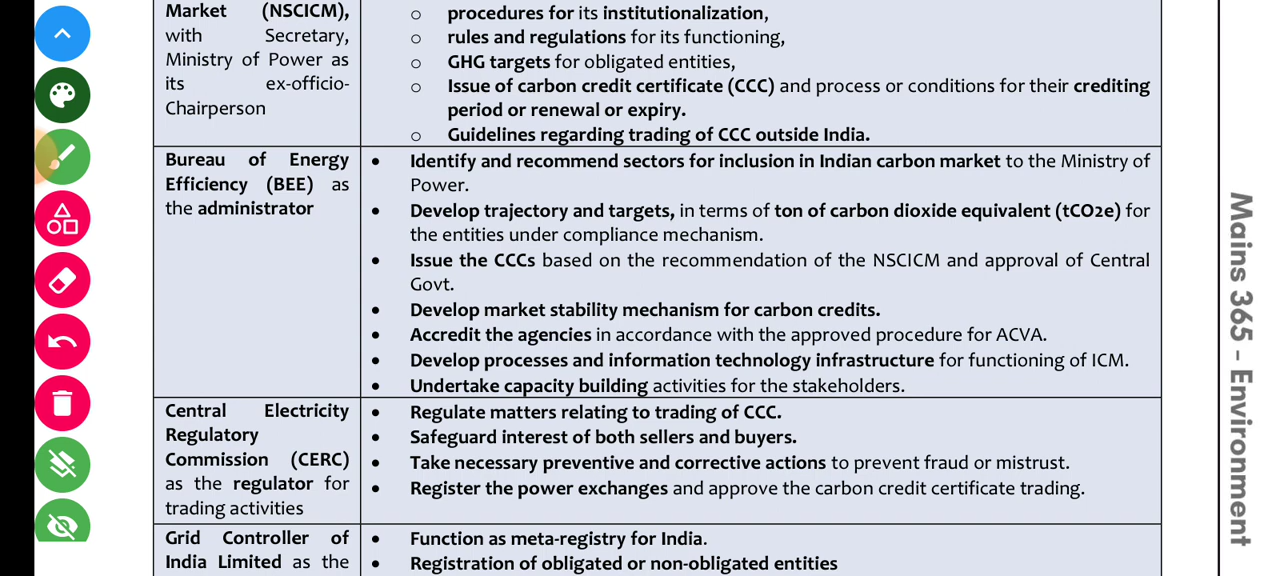 Market (NSCICM),
with Secretary,
Ministry of Power as
its ex-officio-
Chairperson
o procedures for its institutionalization,
o rules and regulations for its functioning,
o GHG targets for obligated entities,
o Issue of carbon credit certificate (CCC) and process or conditions for their crediting
period or renewal or expiry.
o Guidelines regarding trading of CCC outside India.
Bureau of Energy
Efficiency (BEE) as
the administrator
• Identify and recommend sectors for inclusion in Indian carbon market to the Ministry of
Power.
• Develop trajectory and targets, in terms of ton of carbon dioxide equivalent (tCO2e) for
the entities under compliance mechanism.
• Issue the CCCs based on the recommendation of the NSCICM and approval of Central
Govt.
• Develop market stability mechanism for carbon credits.
• Accredit the agencies in accordance with the approved procedure for ACVA.
• Develop processes and information technology infrastructure for functioning of ICM.
• Undertake capacity building activities for the stakeholders.
Central Electricity
Regulatory
Commission (CERC)
as the regulator for
trading activities
• Regulate matters relating to trading of CCC.
• Safeguard interest of both sellers and buyers.
• Take necessary preventive and corrective actions to prevent fraud or mistrust.
• Register the power exchanges and approve the carbon credit certificate trading.
Grid Controller of
India Limited as the
• Function as meta-registry for India.
• Registration of obligated or non-obligated entities
Mains 365 - Environment